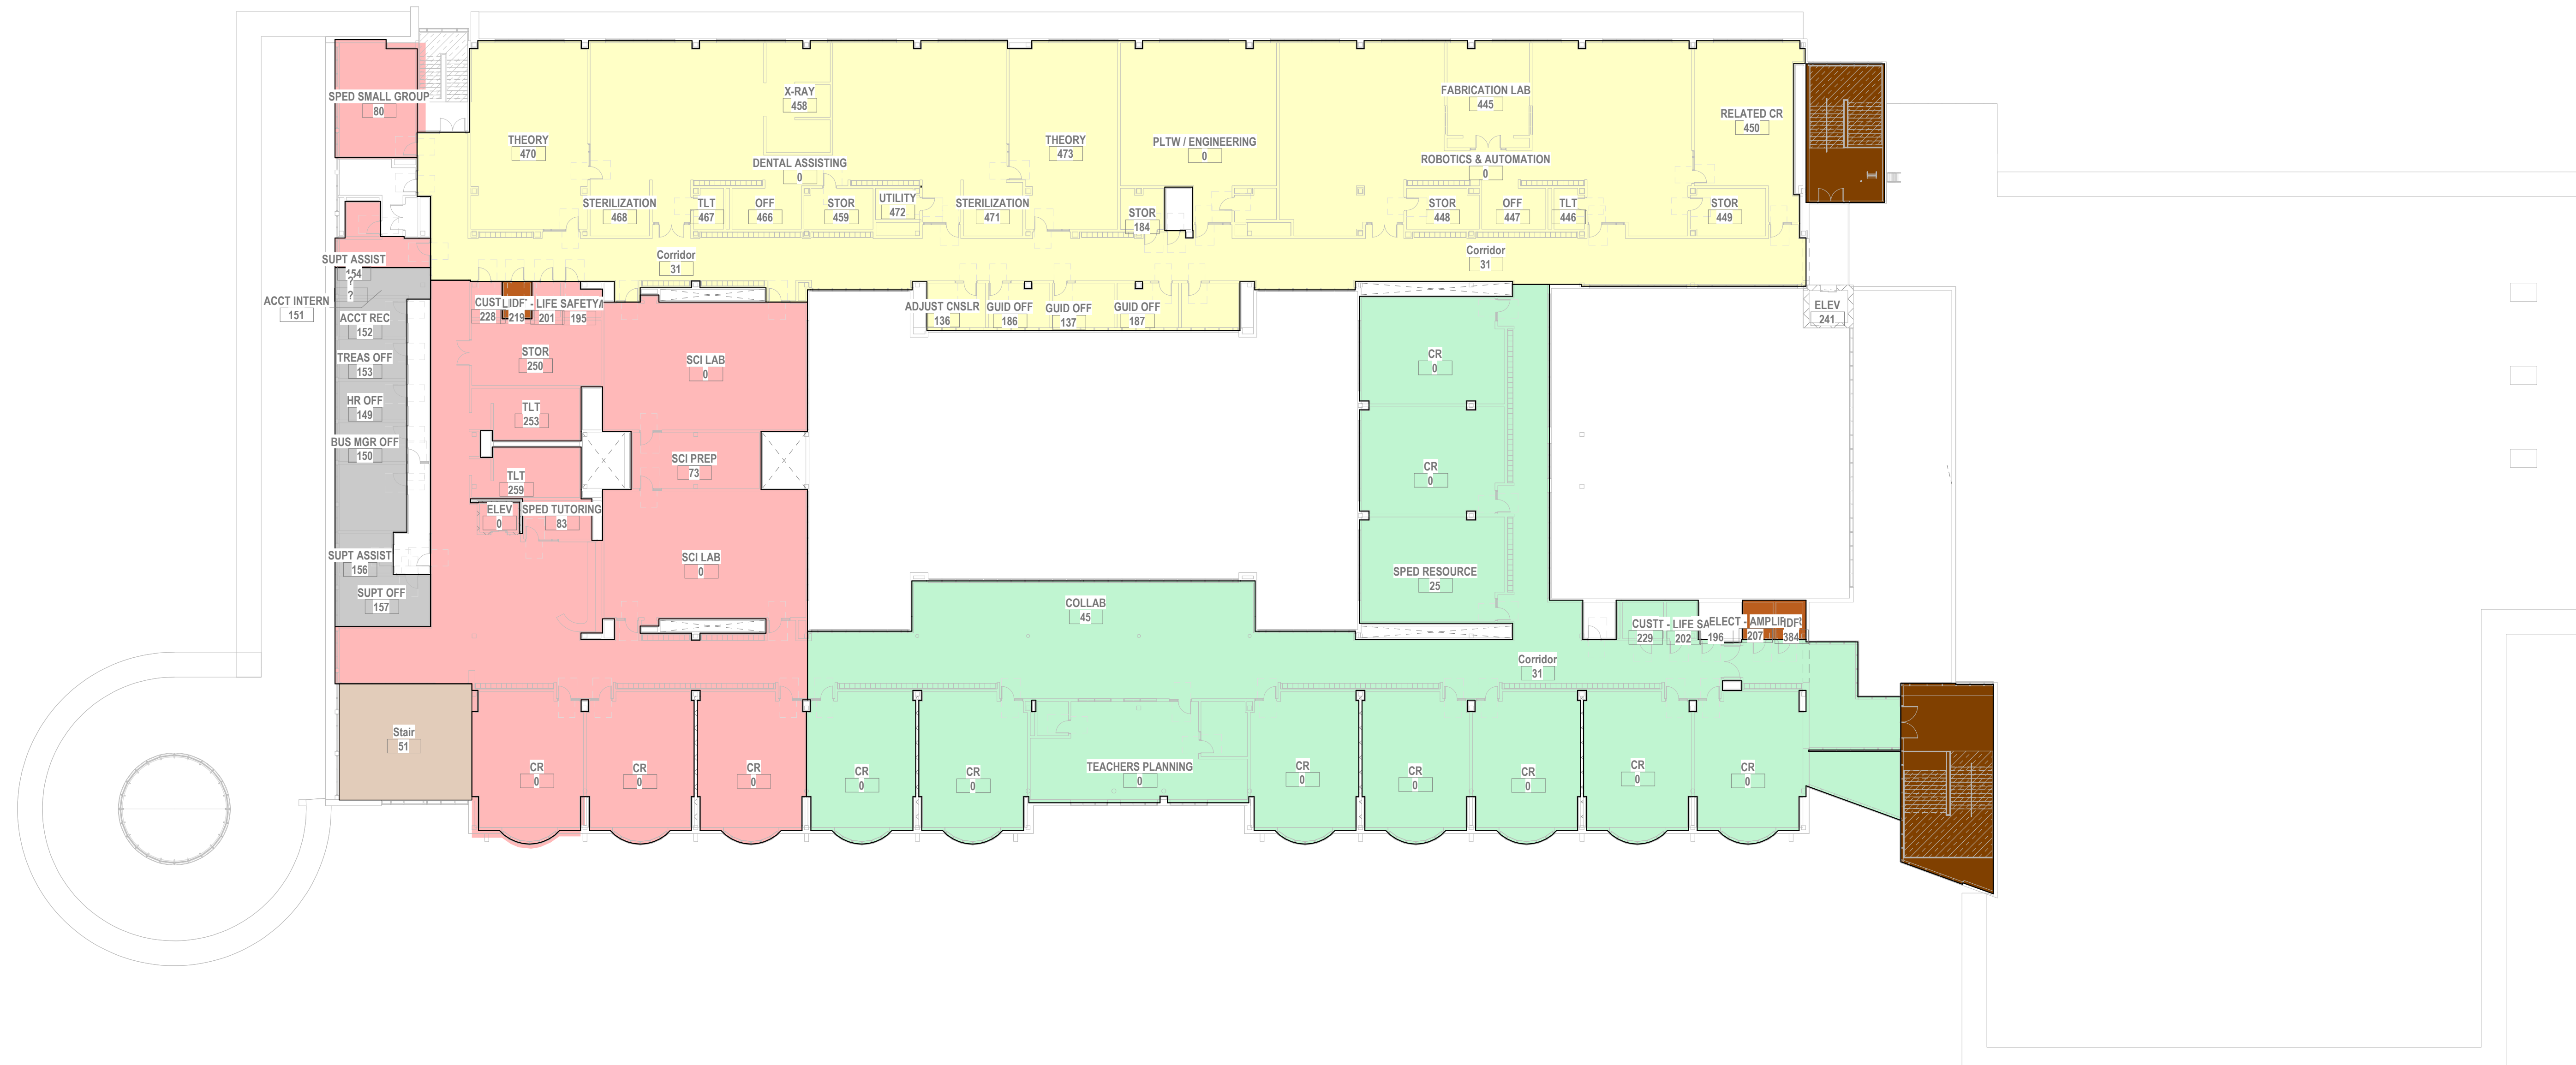 SPED SMALL GROUP
80
THEORY
470
X-RAY
458
DENTAL ASSISTING
0
THEORY
473
PLTW / ENGINEERING
0
FABRICATION LAB
445
ROBOTICS & AUTOMATION
0
RELATED CR
450
STERILIZATION
468
TLT
467
OFF
466
STOR
459
UTILITY
472
STERILIZATION
471
STOR
184
STOR
448
OFF
447
TLT
446
STOR
449
Corridor
31
Corridor
31
SUPT ASSIST
154
?
?
ACCT INTERN
151
ACCT REC
152
TREAS OFF
153
HR OFF
149
BUS MGR OFF
150
SUPT ASSIST
156
SUPT OFF
157
CUST
228
219
- LIFE SAFETY
201
195
STOR
250
TLT
253
TLT
259
ELEV
0
SPED TUTORING
83
SCI LAB
0
SCI PREP
73
SCI LAB
0
ADJUST CNSLR
136
GUID OFF
186
GUID OFF
137
GUID OFF
187
CR
0
CR
0
SPED RESOURCE
25
ELEV
241
COLLAB
45
Corridor
31
229
- LIFE SA
202
ELECT -
196
207
384
Stair
51
CR
0
CR
0
CR
0
CR
0
CR
0
TEACHERS PLANNING
0
CR
0
CR
0
CR
0
CR
0
CR
0